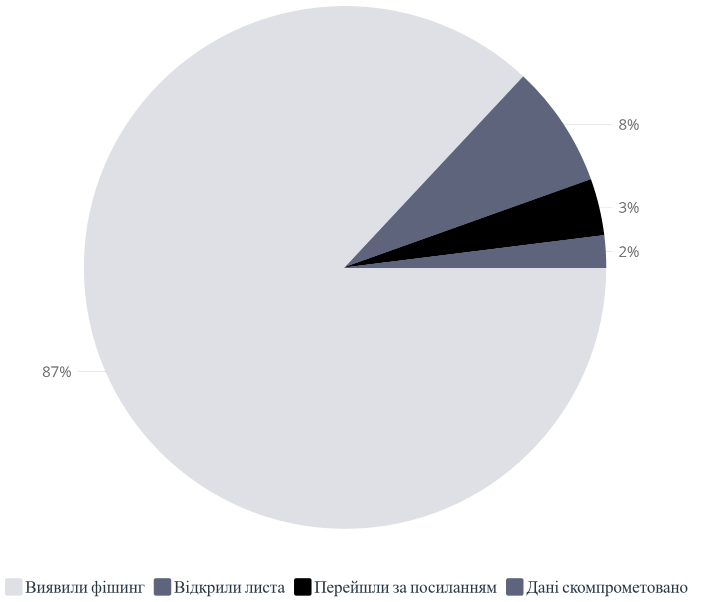 8%
3%
2%
87%
Виявили фішинг Відкрили листа Перейшли за посиланням Дані скомпрометовано